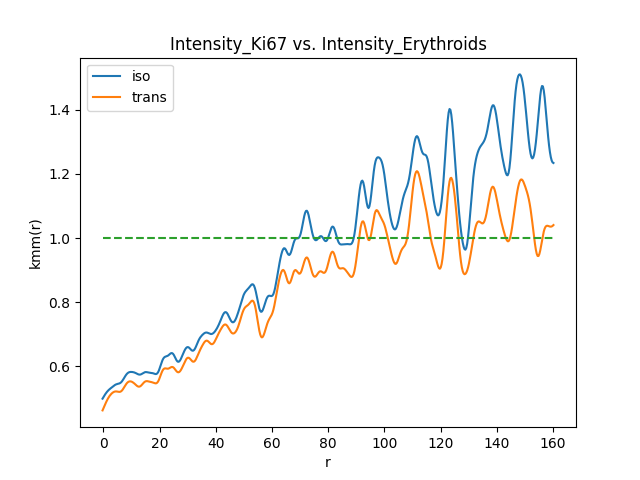 Intensity_Ki67 vs. Intensity_Erythroids
iso
trans
kmm(r)
1.4
1.2
1.0
0.8
0.6
0 20 40 60 80 100 120 140 160
r